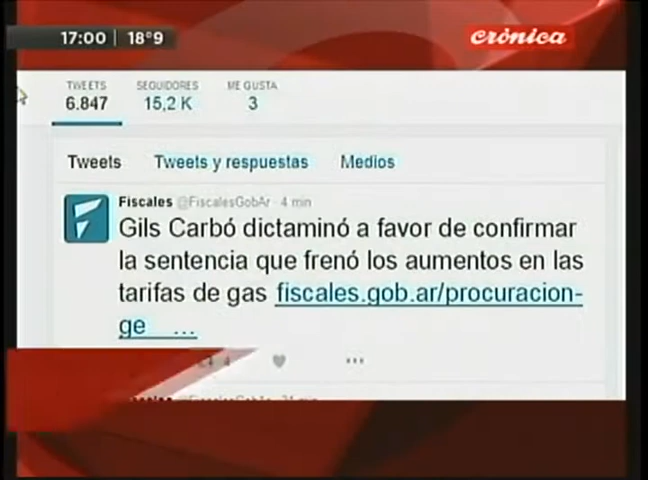 17:00 | 18°9
crònica
TWEETS SEGUIDORES ME GUSTA
6.847 15,2 K 3
Tweets Tweets y respuestas Medios
Fiscales @FiscalesGobAr · 4 min
Gils Carbó dictaminó a favor de confirmar
la sentencia que frenó los aumentos en las
tarifas de gas fiscales.gob.ar/procuracion-
ge ...
4